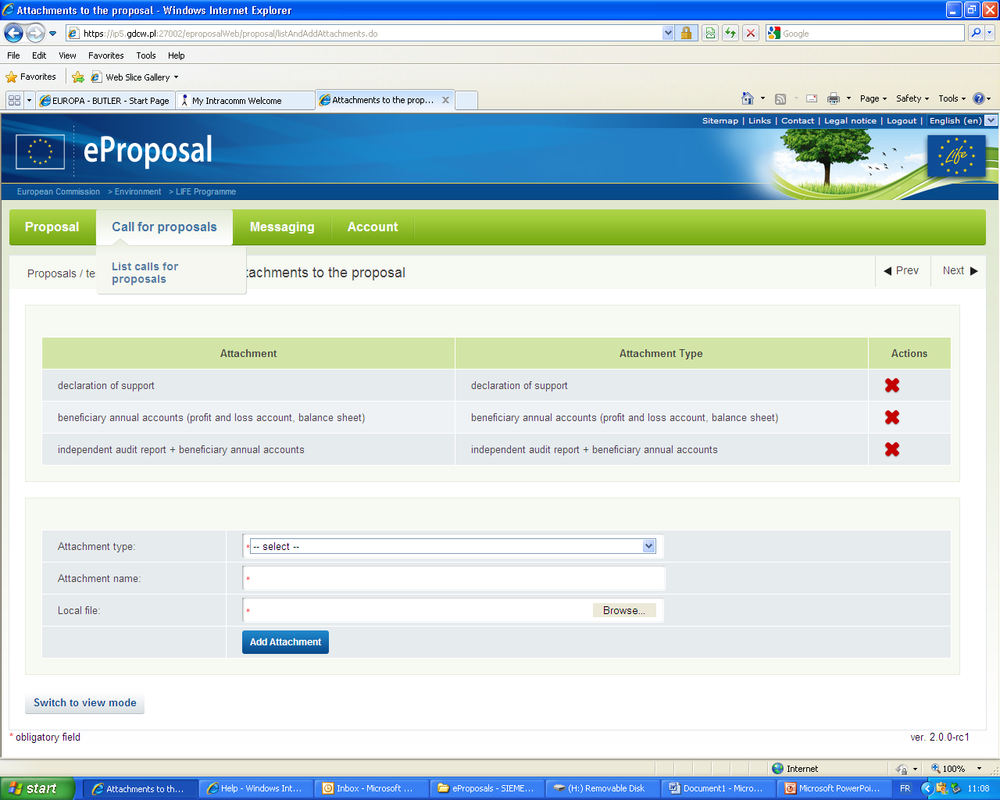 Attachments to the proposal - Windows Internet Explorer
https://ip5.gdcw.pl:27002/eproposalWeb/proposal/listAndAddAttachments.do
Google
File Edit View Favorites Tools Help
Favorites Web Slice Gallery
EUROPA - BUTLER - Start Page My Intracomm Welcome Attachments to the prop... Page Safety Tools
Sitemap | Links | Contact | Legal notice | Logout | English (en)
eProposal
Life
European Commission > Environment > LIFE Programme
Proposal Call for proposals Messaging Account
List calls for
proposals
Proposals / te tachments to the proposal Prev Next
Attachment Attachment Type Actions
declaration of support declaration of support
beneficiary annual accounts (profit and loss account, balance sheet) beneficiary annual accounts (profit and loss account, balance sheet)
independent audit report + beneficiary annual accounts independent audit report + beneficiary annual accounts
Attachment type: * -- select --
Attachment name: *
Local file: * Browse...
Add Attachment
Switch to view mode
* obligatory field ver. 2.0.0-rc1
Internet 100%
start Attachments to th... Help - Windows Int... Inbox - Microsoft ... eProposals - SIEME... (H:) Removable Disk Document1 - Micro... Microsoft PowerPoi... FR 11:08